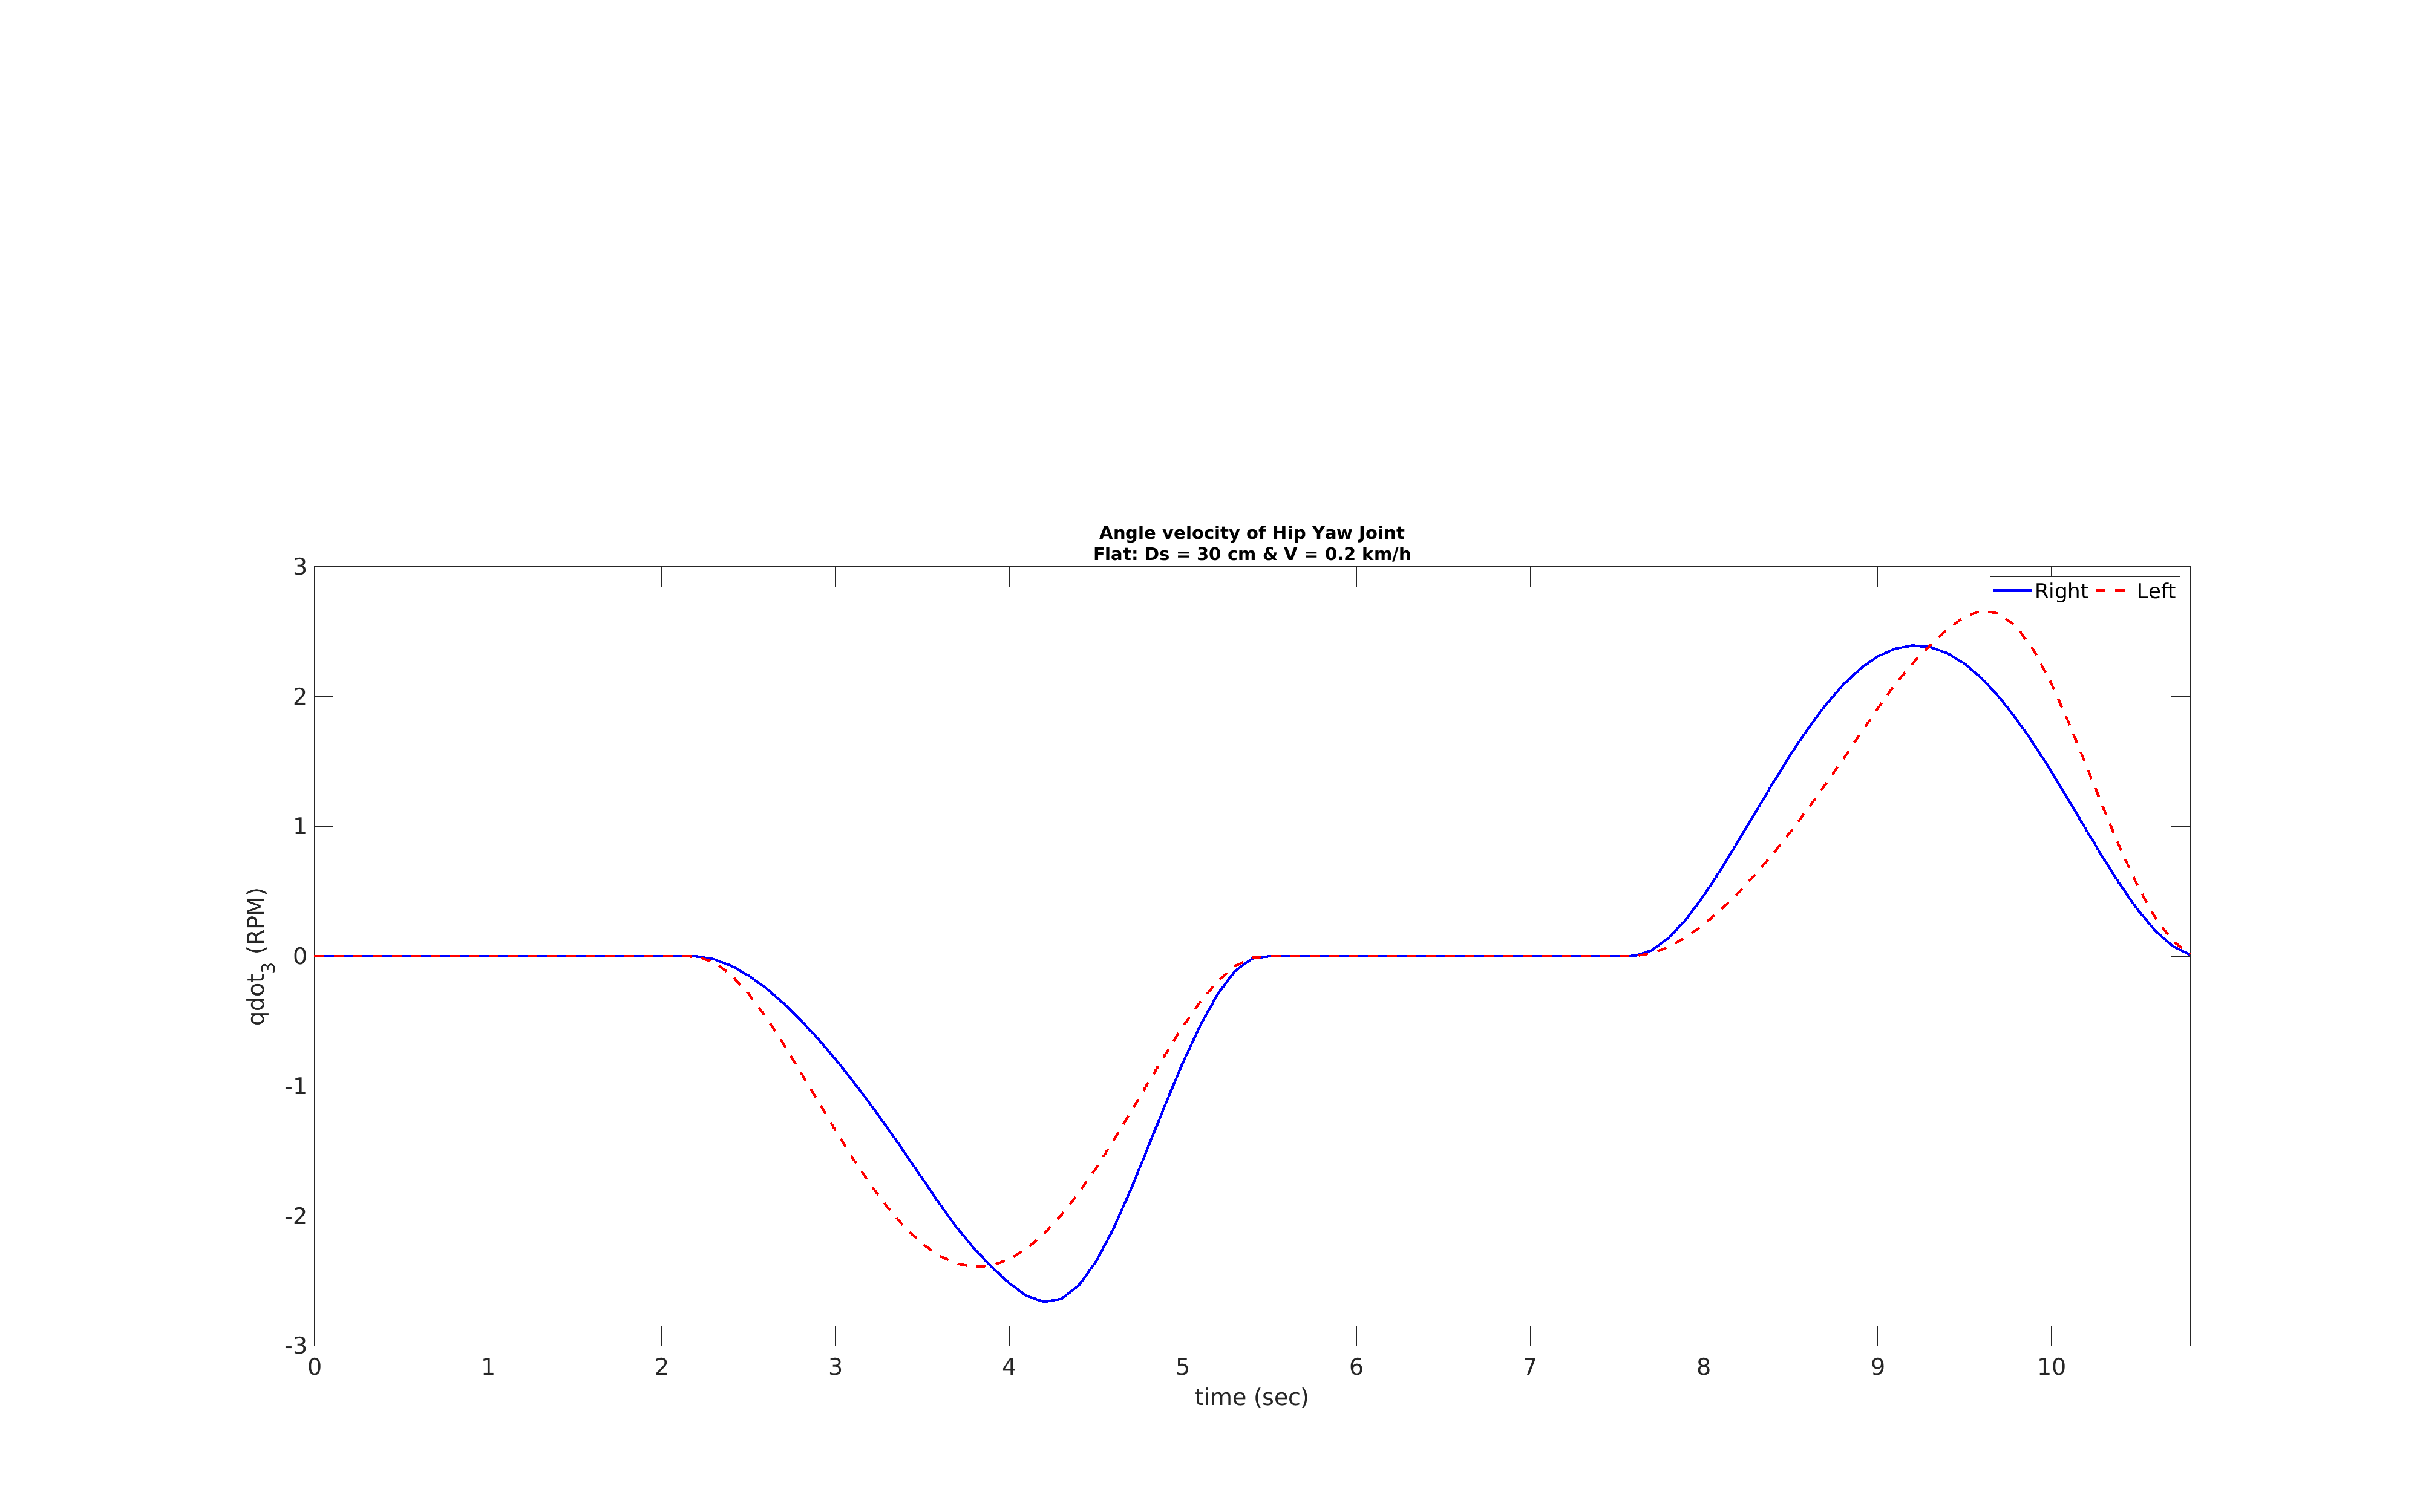 Angle velocity of Hip Yaw Joint
Flat: Ds = 30 cm & V = 0.2 km/h
Right Left
3
2
1
0
-1
-2
-3
qdot3 (RPM)
0 1 2 3 4 5 6 7 8 9 10
time (sec)